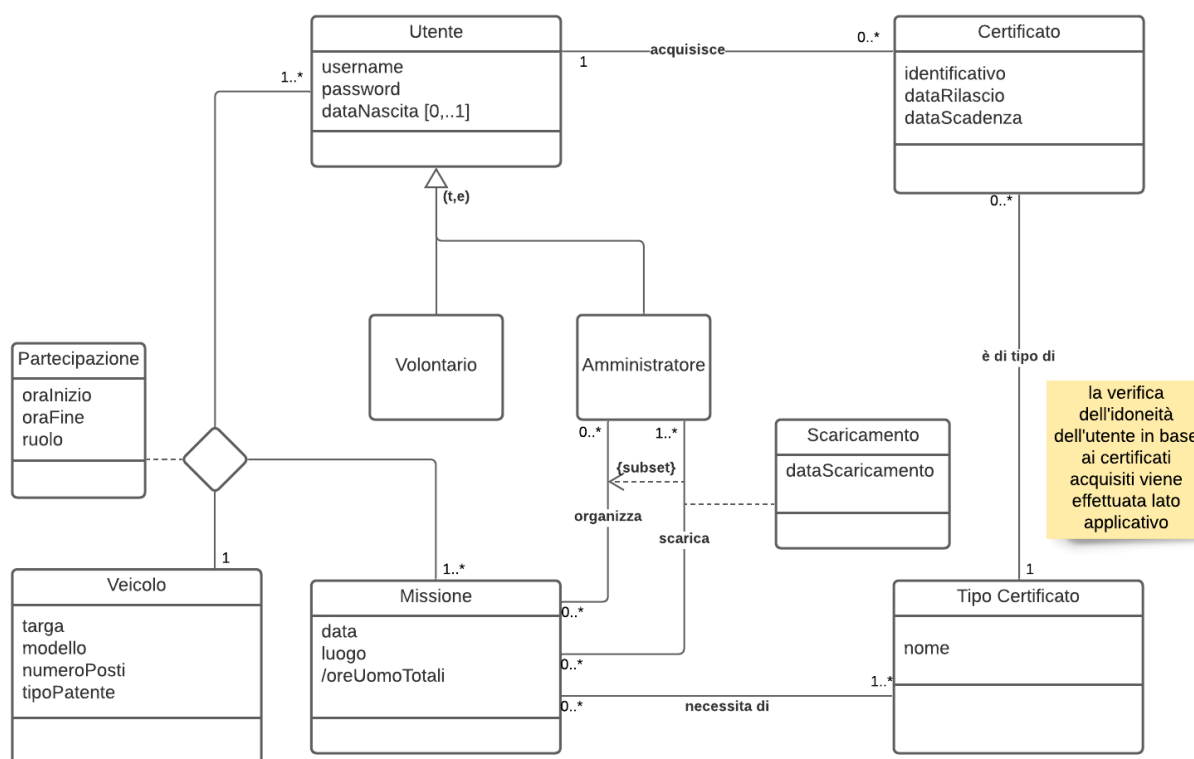 Utente
username
password
dataNascita [0,..1]
1..*
1
acquisisce
0..*
Certificato
identificativo
dataRilascio
dataScadenza
0..*
(t,e)
Volontario
Amministratore
Partecipazione
oraInizio
oraFine
ruolo
è di tipo di
la verifica
dell'idoneità
dell'utente in base
ai certificati
acquisiti viene
effettuata lato
applicativo
0..*
1..*
{subset}
organizza
scarica
Scaricamento
dataScaricamento
1
Veicolo
targa
modello
numeroPosti
tipoPatente
1..*
Missione
data
luogo
/oreUomoTotali
0..*
0..*
0..*
necessita di
1..*
1
Tipo Certificato
nome